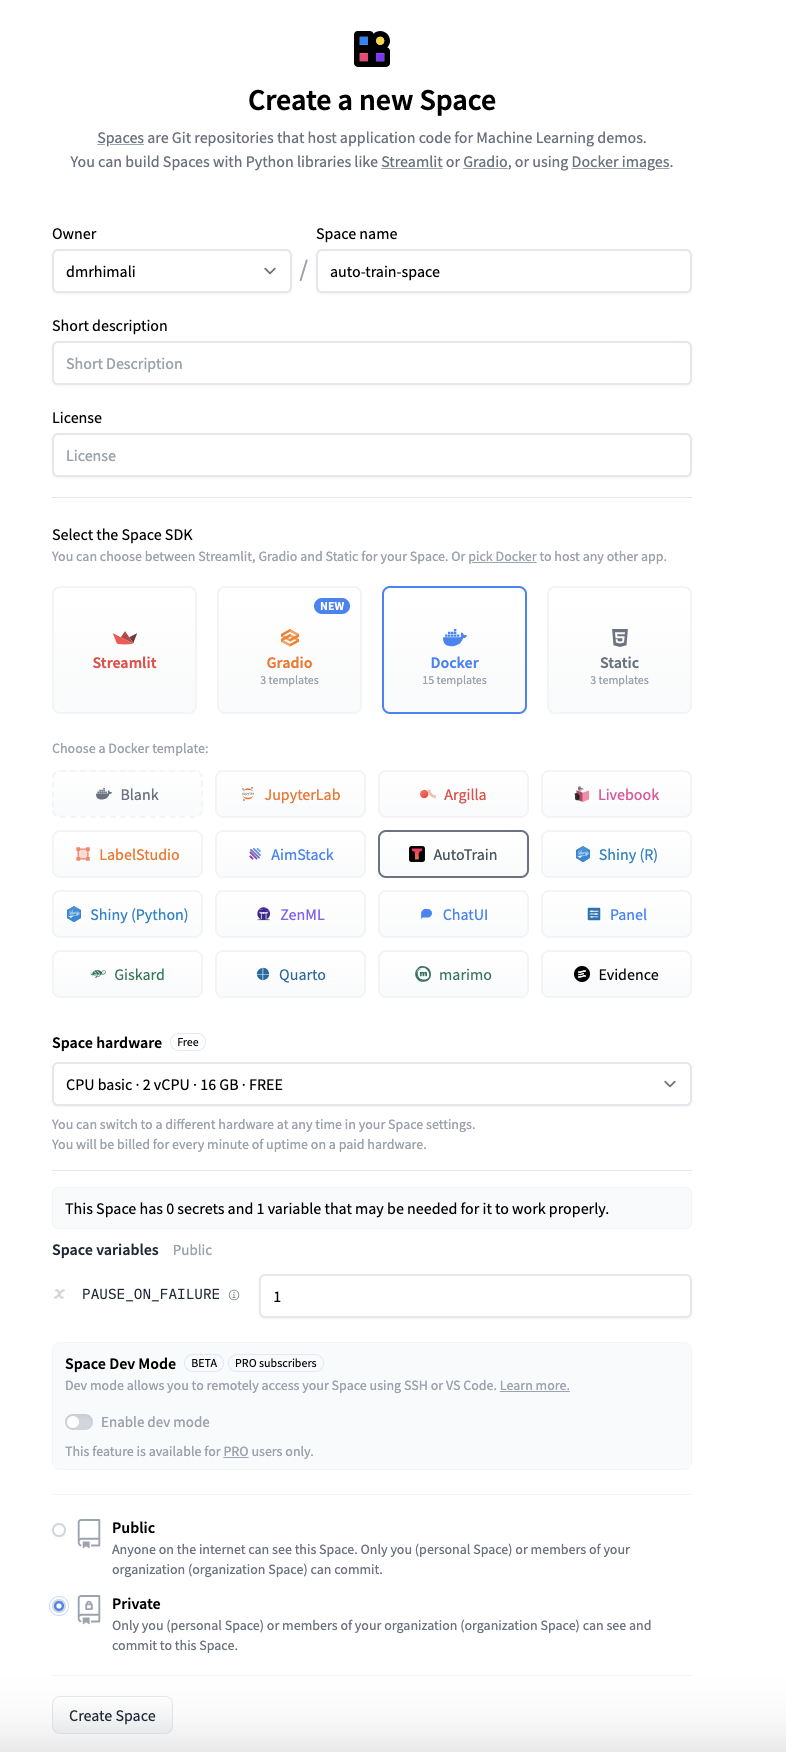 Create a new Space
Spaces are Git repositories that host application code for Machine Learning demos.
You can build Spaces with Python libraries like Streamlit or Gradio, or using Docker images.
Owner
Space name
dmrhimali
/
auto-train-space
Short description
Short Description
License
License
Select the Space SDK
You can choose between Streamlit, Gradio and Static for your Space. Or pick Docker to host any other app.
Streamlit
NEW
Gradio
3 templates
Docker
15 templates
Static
3 templates
Choose a Docker template:
Blank
JupyterLab
Argilla
Livebook
LabelStudio
AimStack
AutoTrain
Shiny (R)
Shiny (Python)
ZenML
ChatUI
Panel
Giskard
Quarto
marimo
Evidence
Space hardware Free
CPU basic · 2 vCPU · 16 GB · FREE
You can switch to a different hardware at any time in your Space settings.
You will be billed for every minute of uptime on a paid hardware.
This Space has 0 secrets and 1 variable that may be needed for it to work properly.
Space variables Public
PAUSE_ON_FAILURE
1
Space Dev Mode BETA PRO subscribers
Dev mode allows you to remotely access your Space using SSH or VS Code. Learn more.
Enable dev mode
This feature is available for PRO users only.
Public
Anyone on the internet can see this Space. Only you (personal Space) or members of your
organization (organization Space) can commit.
Private
Only you (personal Space) or members of your organization (organization Space) can see and
commit to this Space.
Create Space